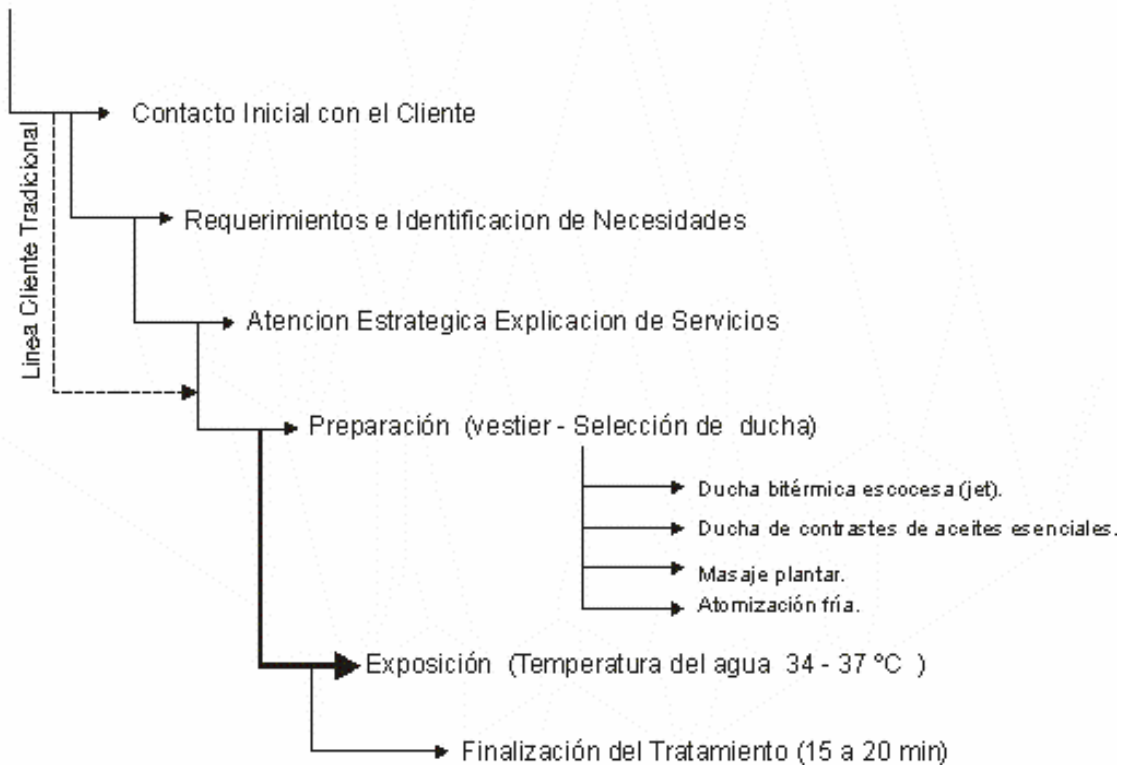 Contacto Inicial con el Cliente
Linea Cliente Tradicional
Requerimientos e Identificacion de Necesidades
Atencion Estrategica Explicacion de Servicios
Preparación (vestier - Selección de ducha)
Ducha bitérmica escocesa (jet).
Ducha de contrastes de aceites esenciales.
Masaje plantar.
Atomización fría.
Exposición (Temperatura del agua 34 - 37 ºC )
Finalización del Tratamiento (15 a 20 min)